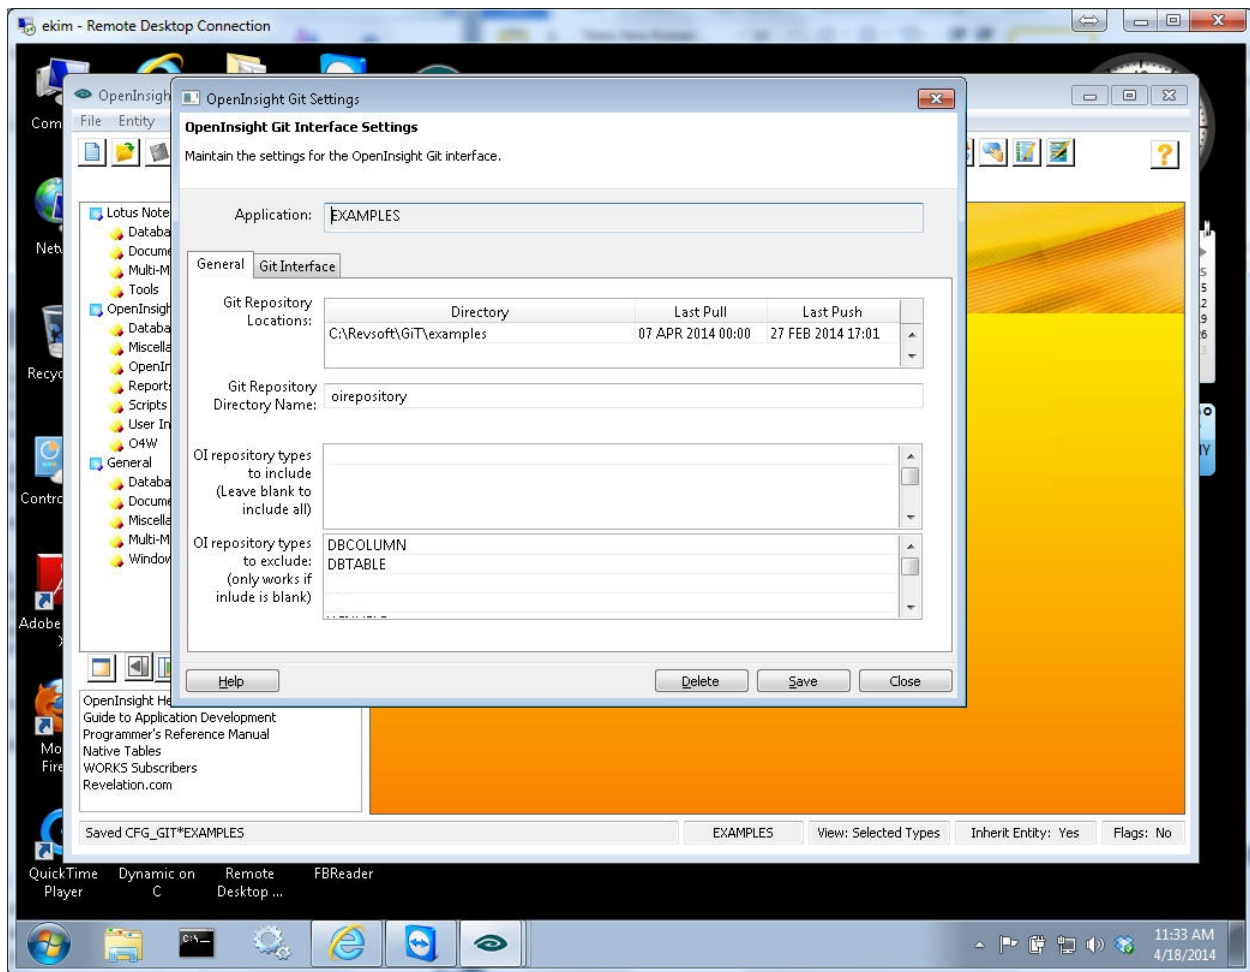 ekim - Remote Desktop Connection
OpenInsigh
File Entity
OpenInsight Git Settings
OpenInsight Git Interface Settings
Maintain the settings for the OpenInsight Git interface.
Application: EXAMPLES
General Git Interface
Git Repository
Locations:
Directory Last Pull Last Push
C:\Revsoft\GiT\examples 07 APR 2014 00:00 27 FEB 2014 17:01
Git Repository
Directory Name: oirepository
OI repository types
to include
(Leave blank to
include all)
OI repository types
to exclude:
(only works if
inlude is blank)
DBCOLUMN
DBTABLE
Help Delete Save Close
Lotus Note
Databa
Docume
Multi-M
Tools
OpenInsigh
Databa
Miscella
OpenIn
Reports
Scripts
User In
O4W
General
Databa
Docume
Miscella
Multi-M
Window
OpenInsight He
Guide to Application Development
Programmer's Reference Manual
Native Tables
WORKS Subscribers
Revelation.com
Saved CFG_GIT*EXAMPLES EXAMPLES View: Selected Types Inherit Entity: Yes Flags: No
Com
Netw
Recyc
Contro
Adobe
X
Mo
Fire
QuickTime
Player
Dynamic on
C
Remote
Desktop ...
FBReader
C:\_
11:33 AM
4/18/2014